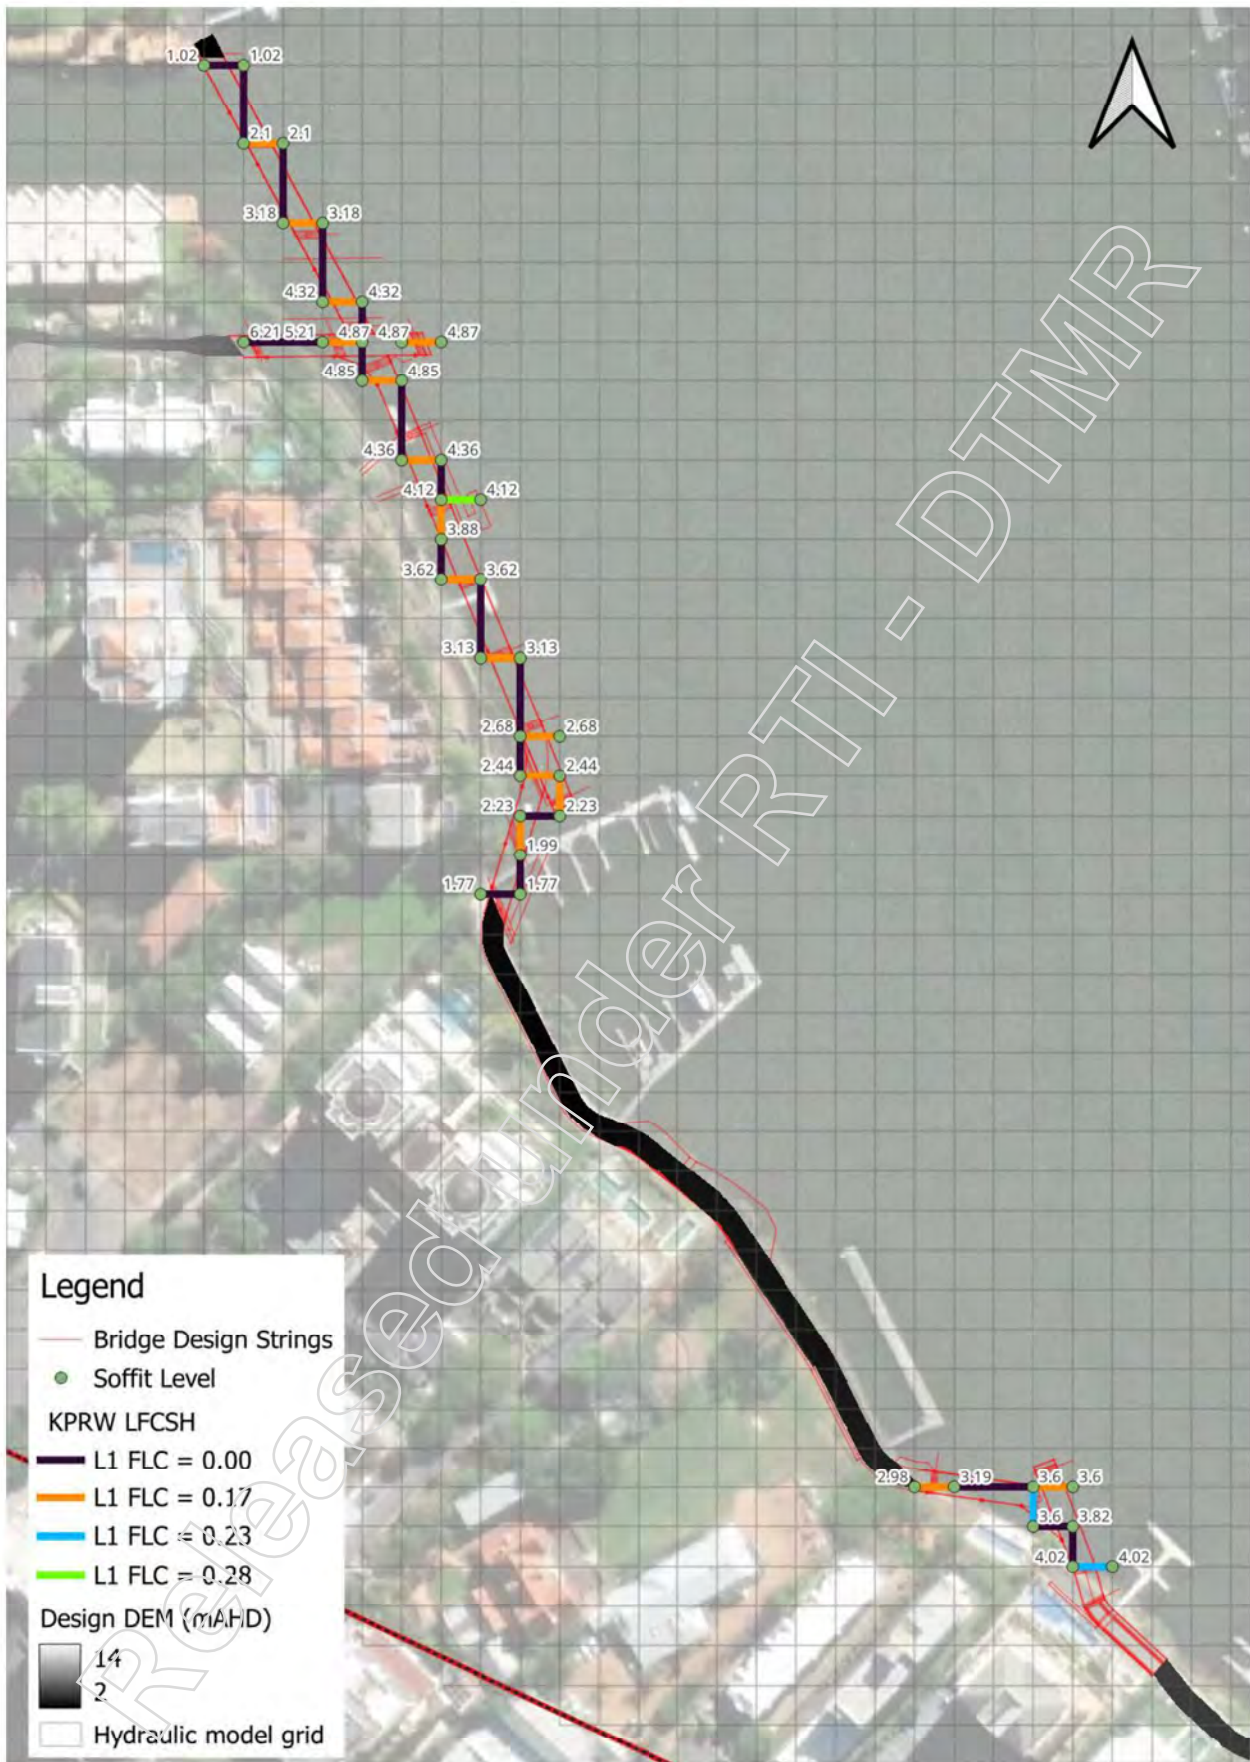 1.02 1.02
2.1 2.1
3.18 3.18
4.32 4.32
6.21 5.21 4.87 4.87 4.87
4.85 4.85
4.36 4.36
4.12 4.12
3.88
3.62 3.62
3.13 3.13
2.68 2.68
2.44 2.44
2.23 2.23
1.99
1.77 1.77
2.98 3.19 3.6 3.6
3.6 3.82
4.02 4.02
Released under RTI - DTMR
Legend
Bridge Design Strings
Soffit Level
KPRW LFCSH
L1 FLC = 0.00
L1 FLC = 0.17
L1 FLC = 0.23
L1 FLC = 0.28
Design DEM (mAHD)
14
2
Hydraulic model grid